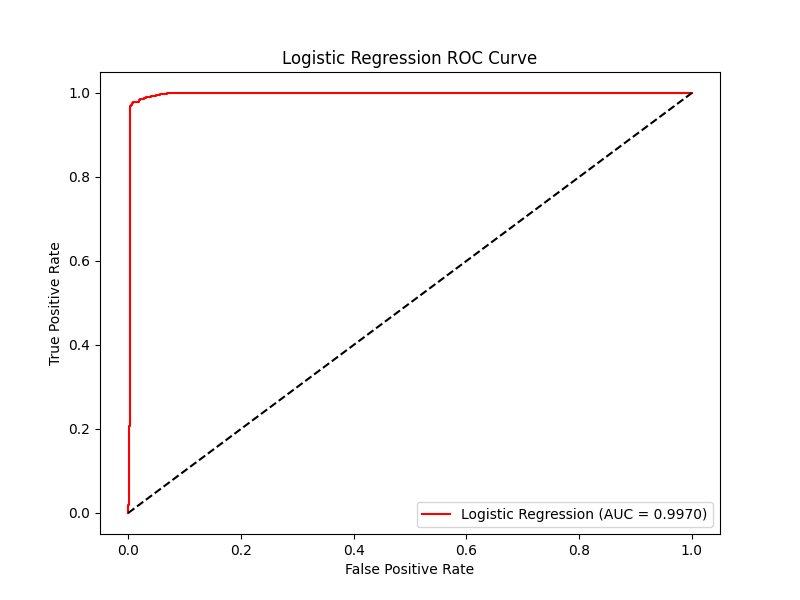 Logistic Regression ROC Curve
1.0
0.8
0.6
0.4
0.2
0.0
True Positive Rate
Logistic Regression (AUC = 0.9970)
0.0 0.2 0.4 0.6 0.8 1.0
False Positive Rate